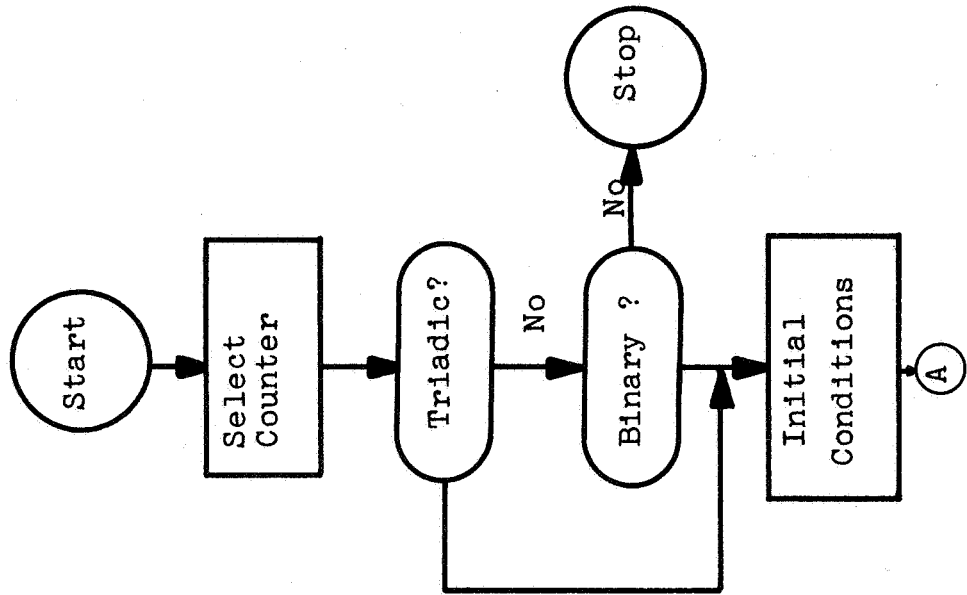 Start
Select
Counter
Triadic?
No
Binary ?
No
Stop
Initial
Conditions
A